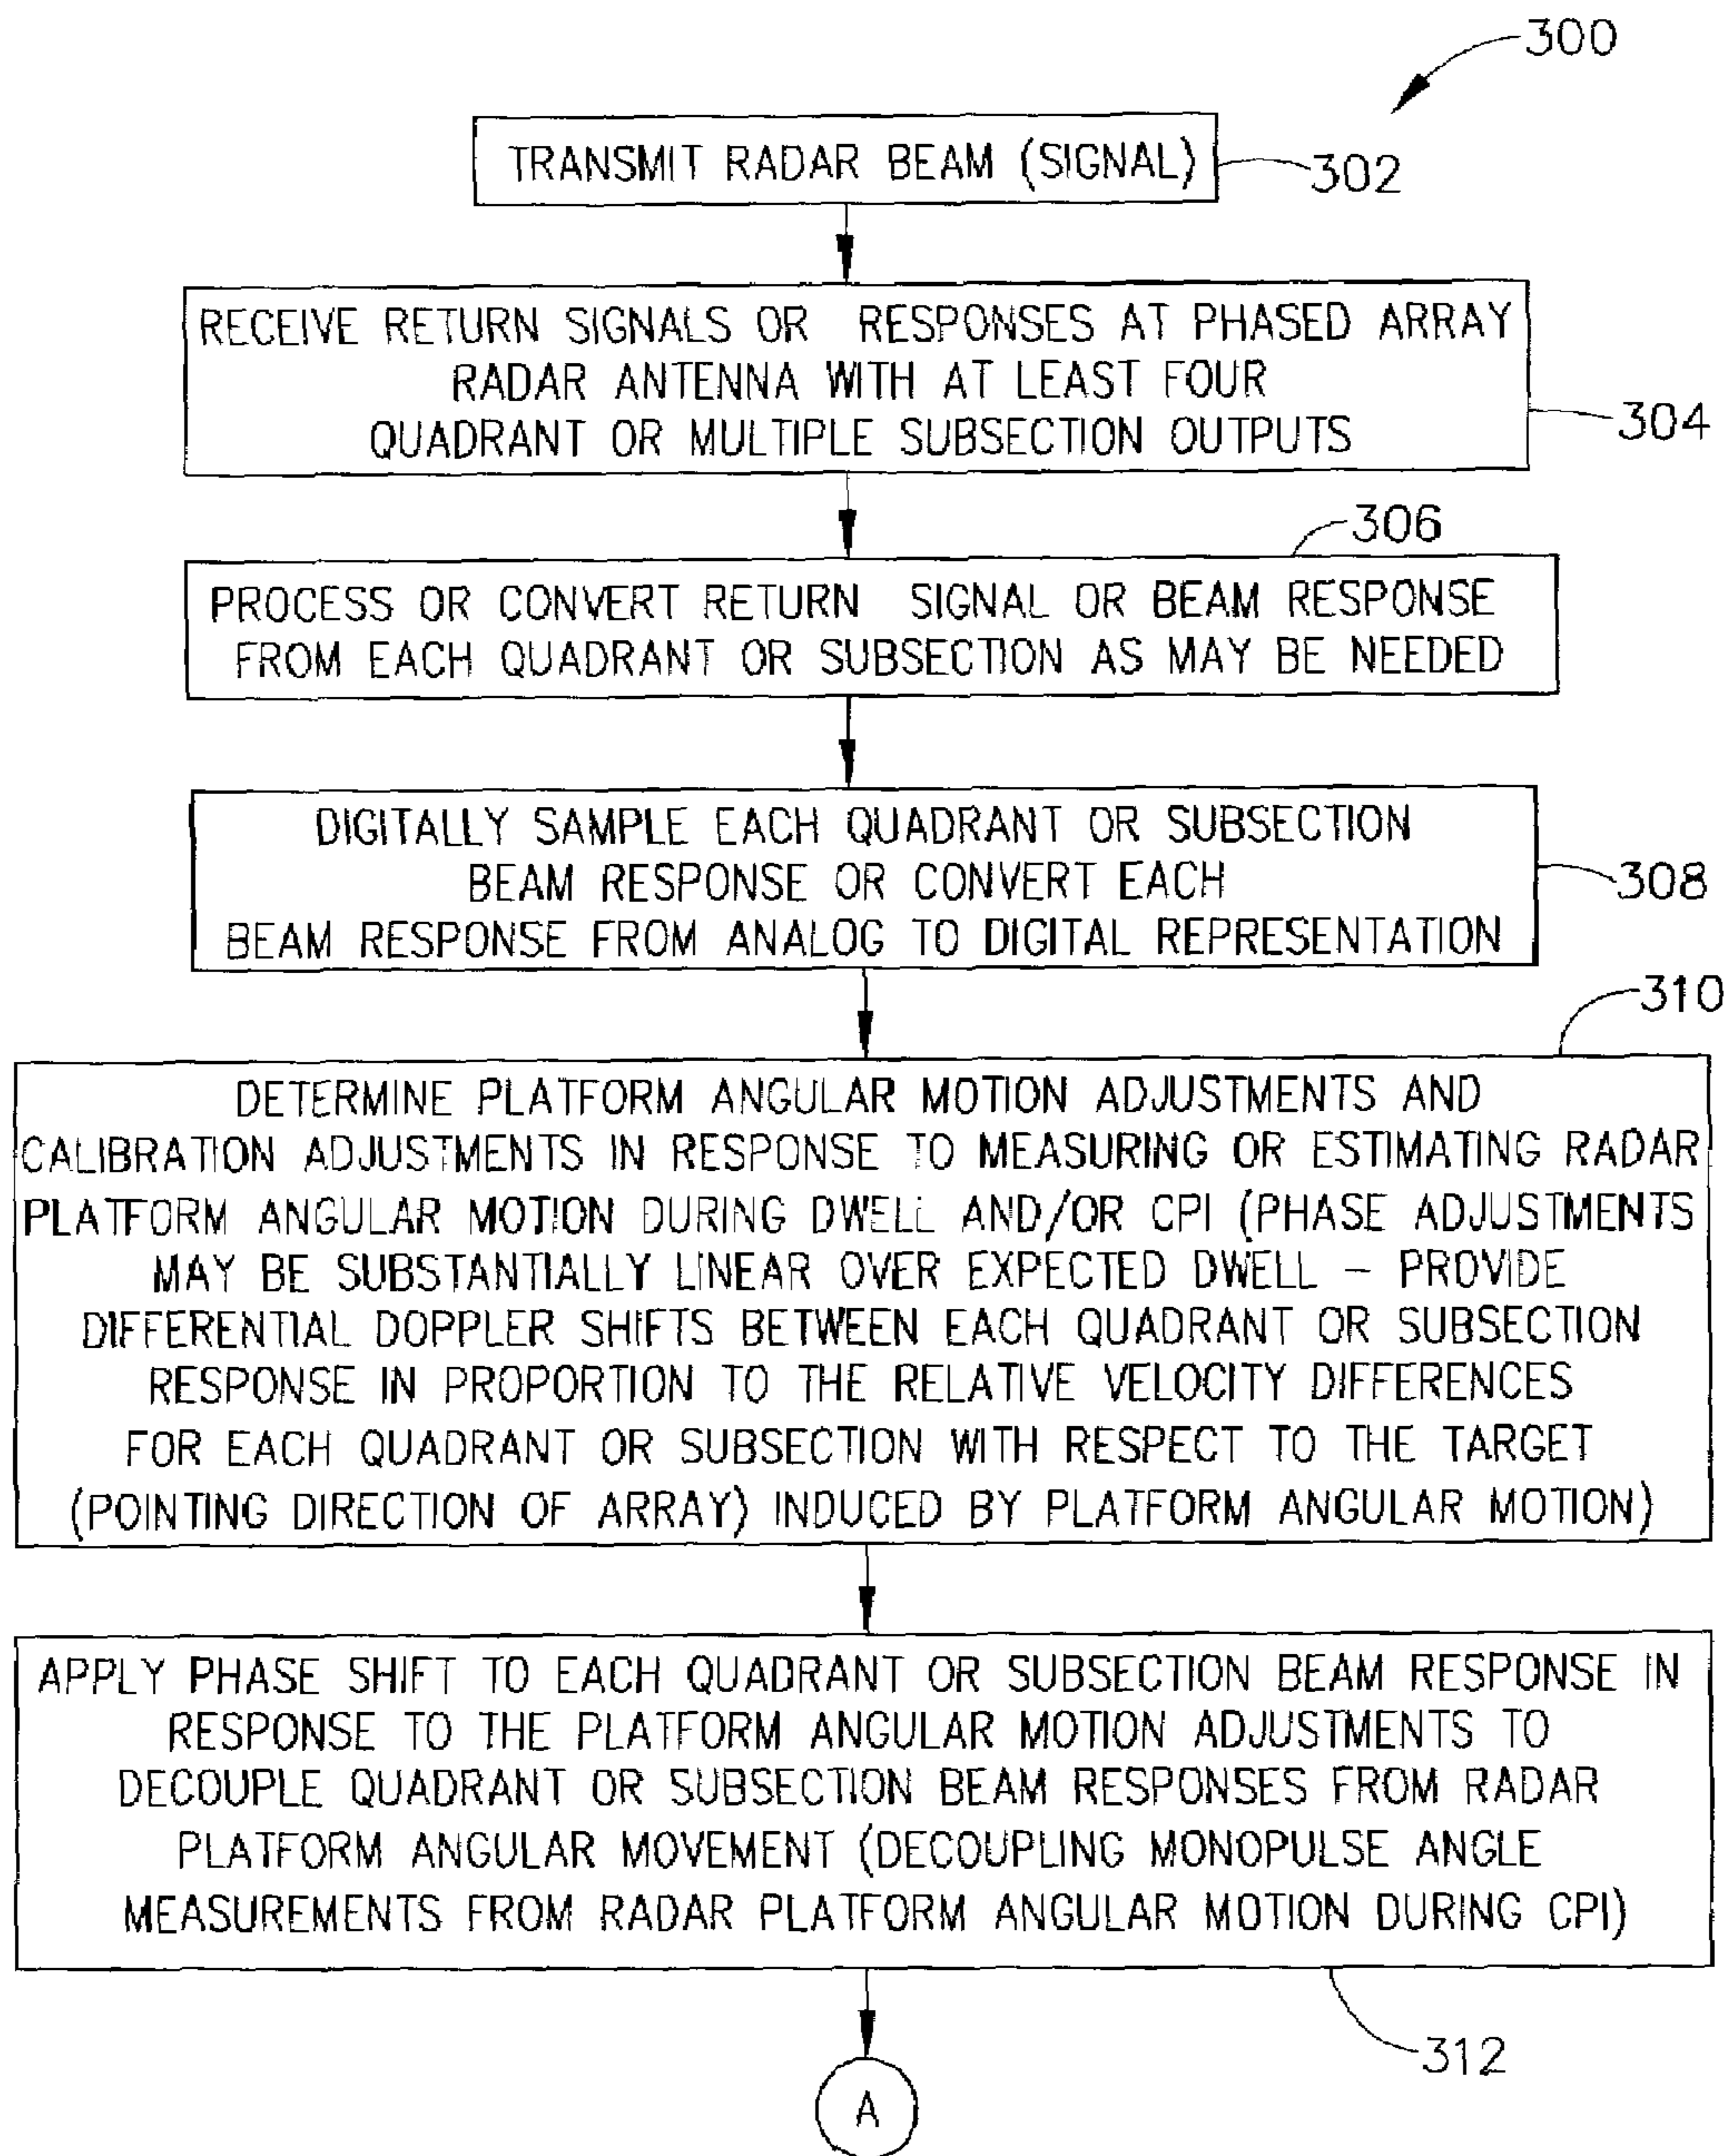 300
TRANSMIT RADAR BEAM (SIGNAL)
302
RECEIVE RETURN SIGNALS OR RESPONSES AT PHASED ARRAY
RADAR ANTENNA WITH AT LEAST FOUR
QUADRANT OR MULTIPLE SUBSECTION OUTPUTS
304
306
PROCESS OR CONVERT RETURN SIGNAL OR BEAM RESPONSE
FROM EACH QUADRANT OR SUBSECTION AS MAY BE NEEDED
DIGITALLY SAMPLE EACH QUADRANT OR SUBSECTION
BEAM RESPONSE OR CONVERT EACH
BEAM RESPONSE FROM ANALOG TO DIGITAL REPRESENTATION
308
310
DETERMINE PLATFORM ANGULAR MOTION ADJUSTMENTS AND
CALIBRATION ADJUSTMENTS IN RESPONSE TO MEASURING OR ESTIMATING RADAR
PLATFORM ANGULAR MOTION DURING DWELL AND/OR CPI (PHASE ADJUSTMENTS
MAY BE SUBSTANTIALLY LINEAR OVER EXPECTED DWELL – PROVIDE
DIFFERENTIAL DOPPLER SHIFTS BETWEEN EACH QUADRANT OR SUBSECTION
RESPONSE IN PROPORTION TO THE RELATIVE VELOCITY DIFFERENCES
FOR EACH QUADRANT OR SUBSECTION WITH RESPECT TO THE TARGET
(POINTING DIRECTION OF ARRAY) INDUCED BY PLATFORM ANGULAR MOTION)
APPLY PHASE SHIFT TO EACH QUADRANT OR SUBSECTION BEAM RESPONSE IN
RESPONSE TO THE PLATFORM ANGULAR MOTION ADJUSTMENTS TO
DECOUPLE QUADRANT OR SUBSECTION BEAM RESPONSES FROM RADAR
PLATFORM ANGULAR MOVEMENT (DECOUPLING MONOPULSE ANGLE
MEASUREMENTS FROM RADAR PLATFORM ANGULAR MOTION DURING CPI)
312
A